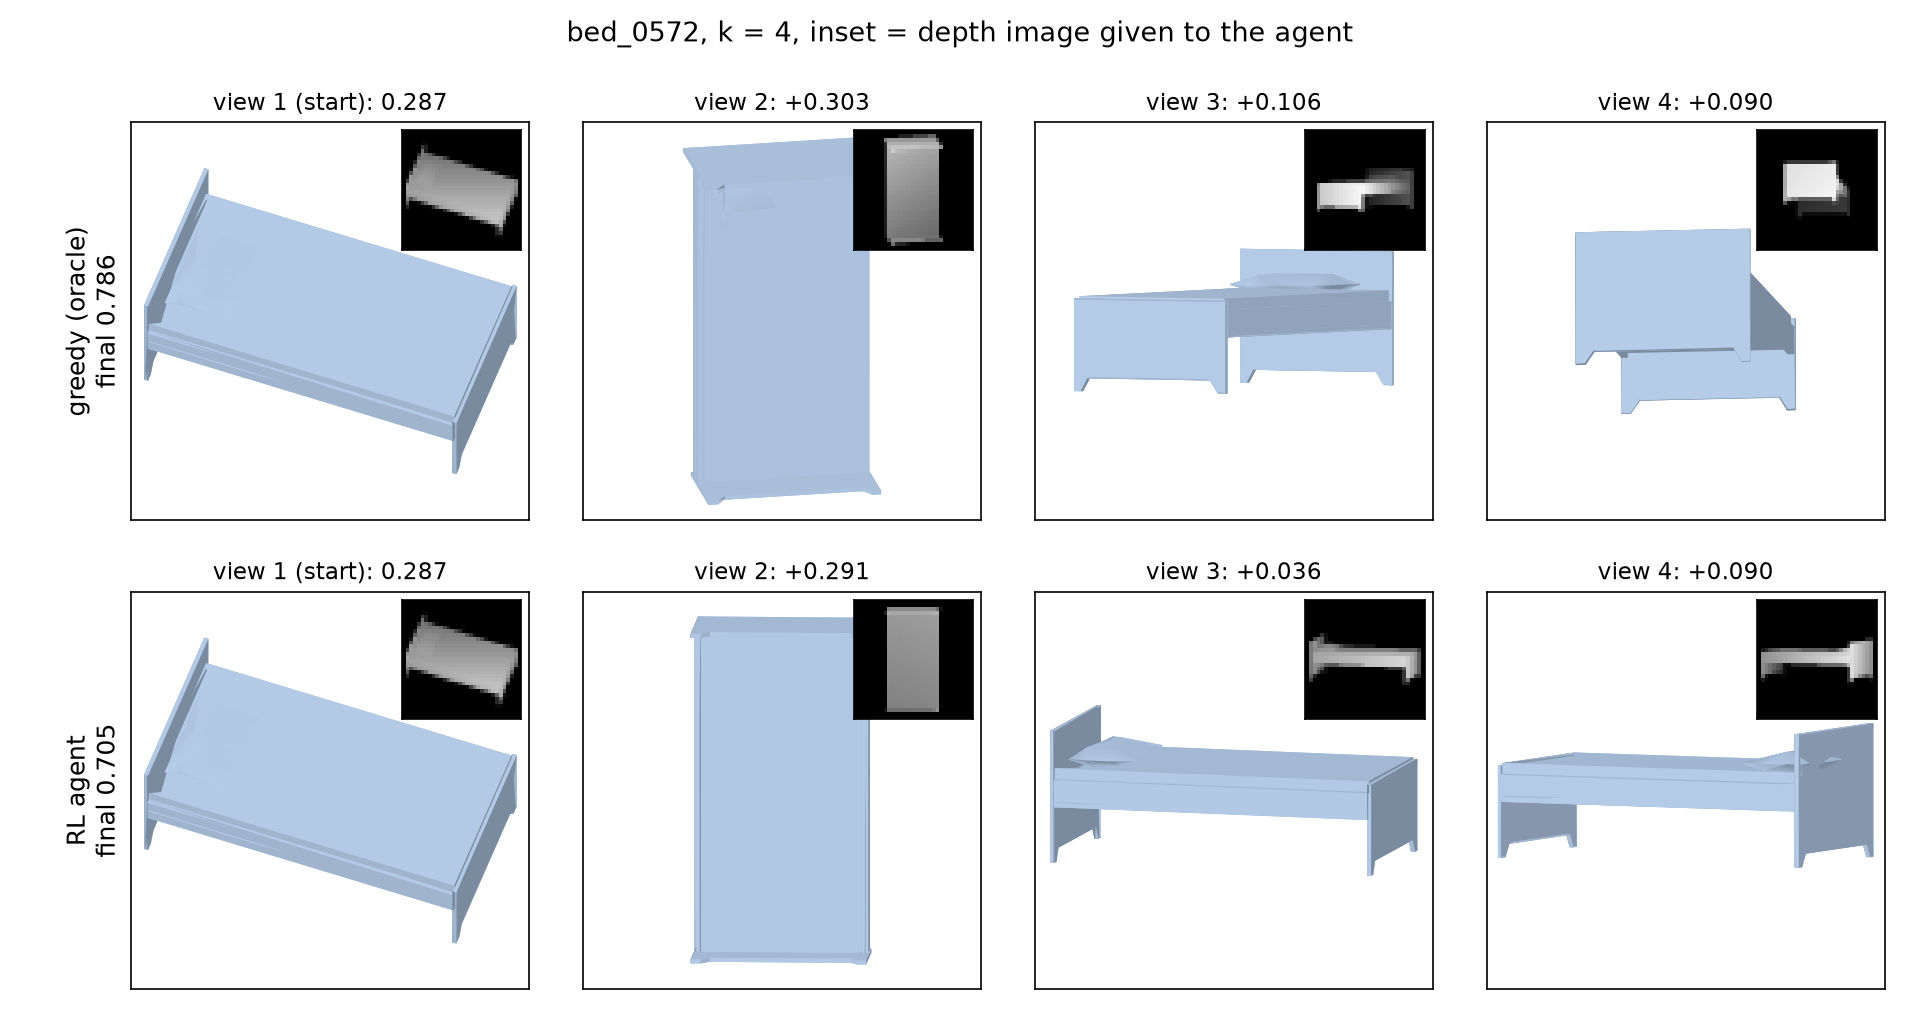 bed_0572, k = 4, inset = depth image given to the agent
view 1 (start): 0.287
view 2: +0.303
view 3: +0.106
view 4: +0.090
greedy (oracle)
final 0.786
view 1 (start): 0.287
view 2: +0.291
view 3: +0.036
view 4: +0.090
RL agent
final 0.705